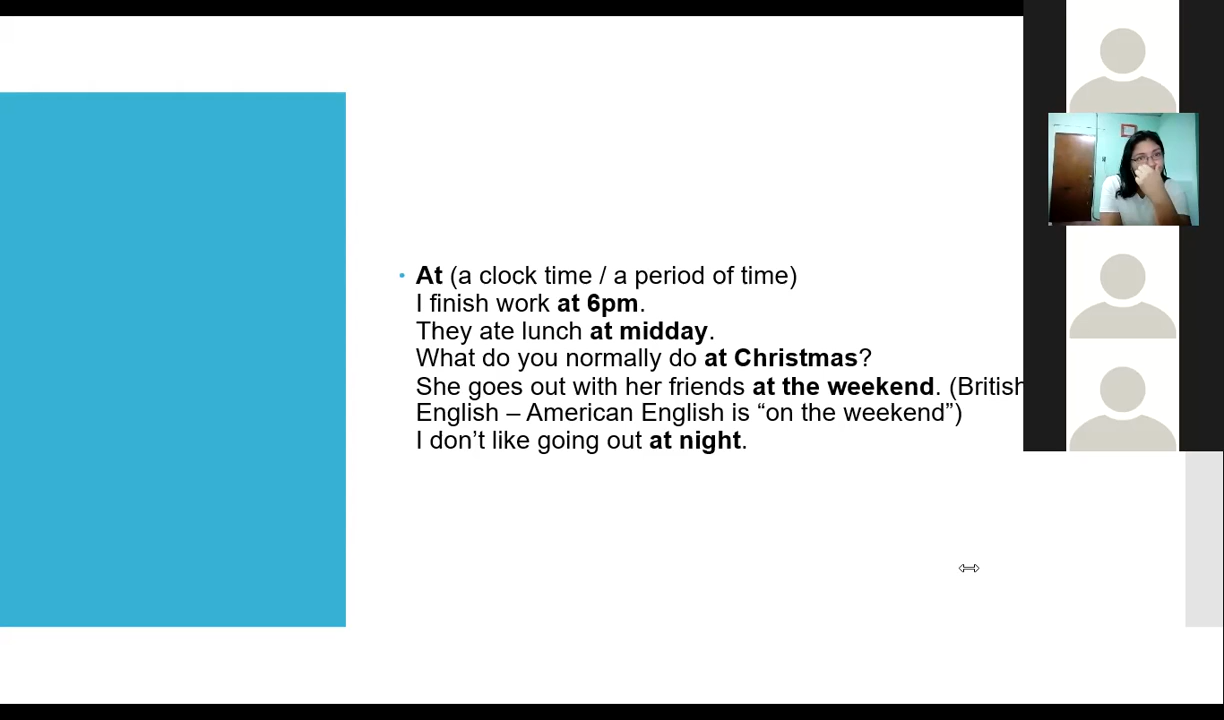 At (a clock time / a period of time)
I finish work at 6pm.
They ate lunch at midday.
What do you normally do at Christmas?
She goes out with her friends at the weekend. (British
English – American English is “on the weekend”)
I don’t like going out at night.